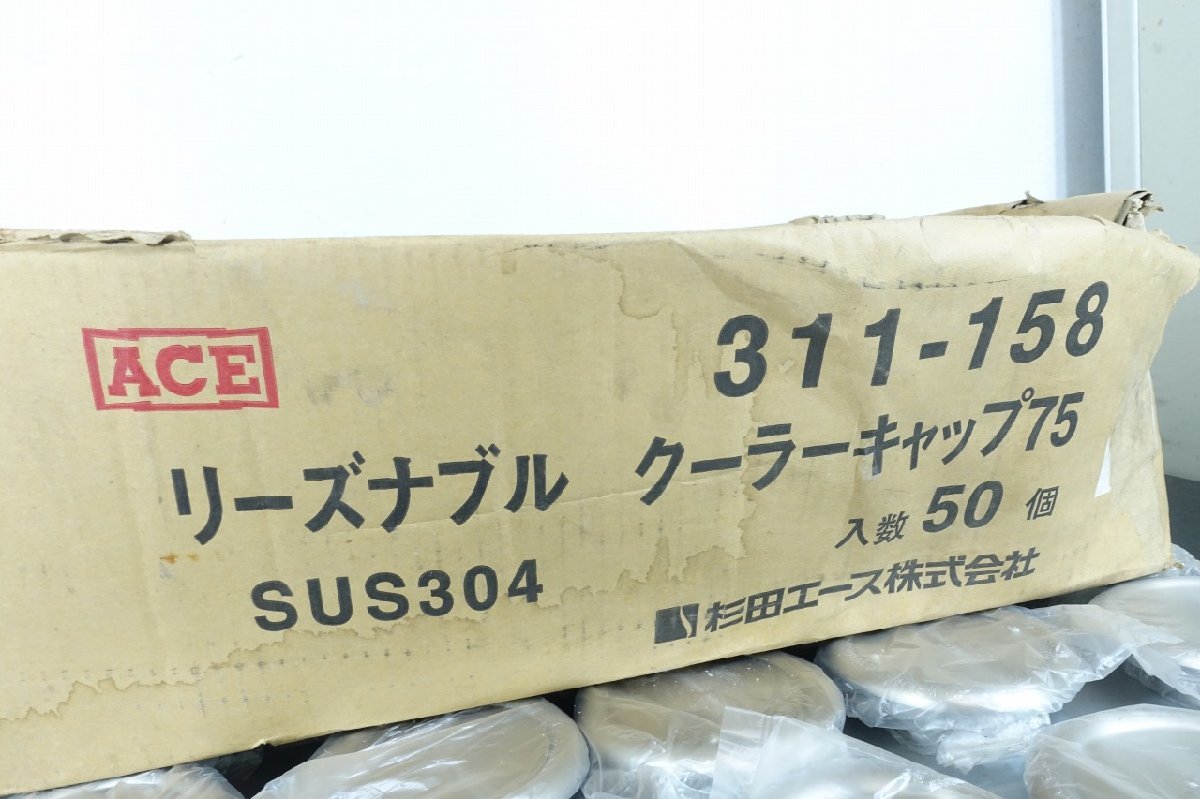 ACE
311-158
リーズナブル クーラーキャップ75
入数 50 個
SUS304
杉田エース株式会社